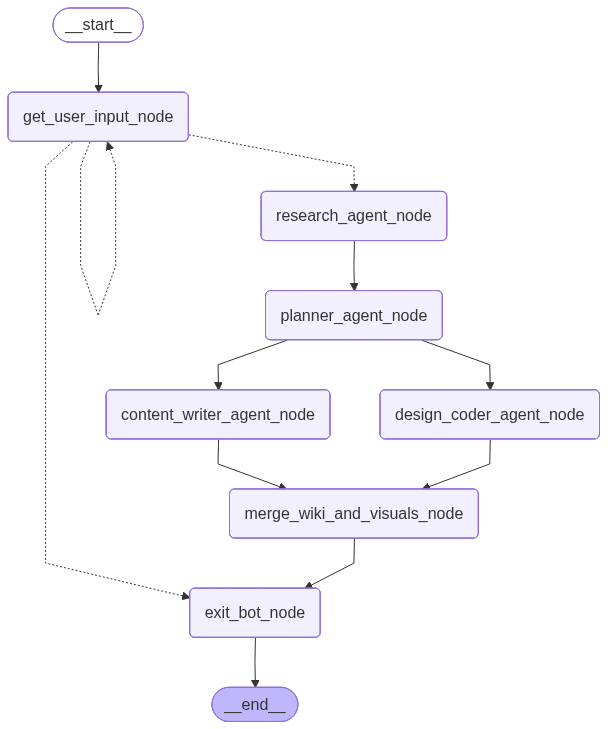 __start__
get_user_input_node
research_agent_node
planner_agent_node
content_writer_agent_node
design_coder_agent_node
merge_wiki_and_visuals_node
exit_bot_node
__end__